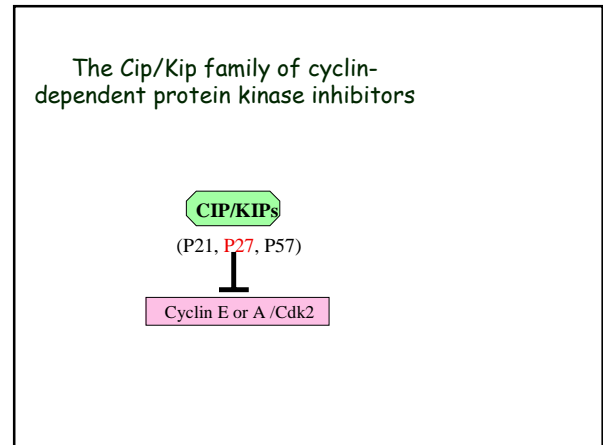 The Cip/Kip family of cyclin-
dependent protein kinase inhibitors
CIP/KIPs
(P21, P27, P57)
Cyclin E or A /Cdk2